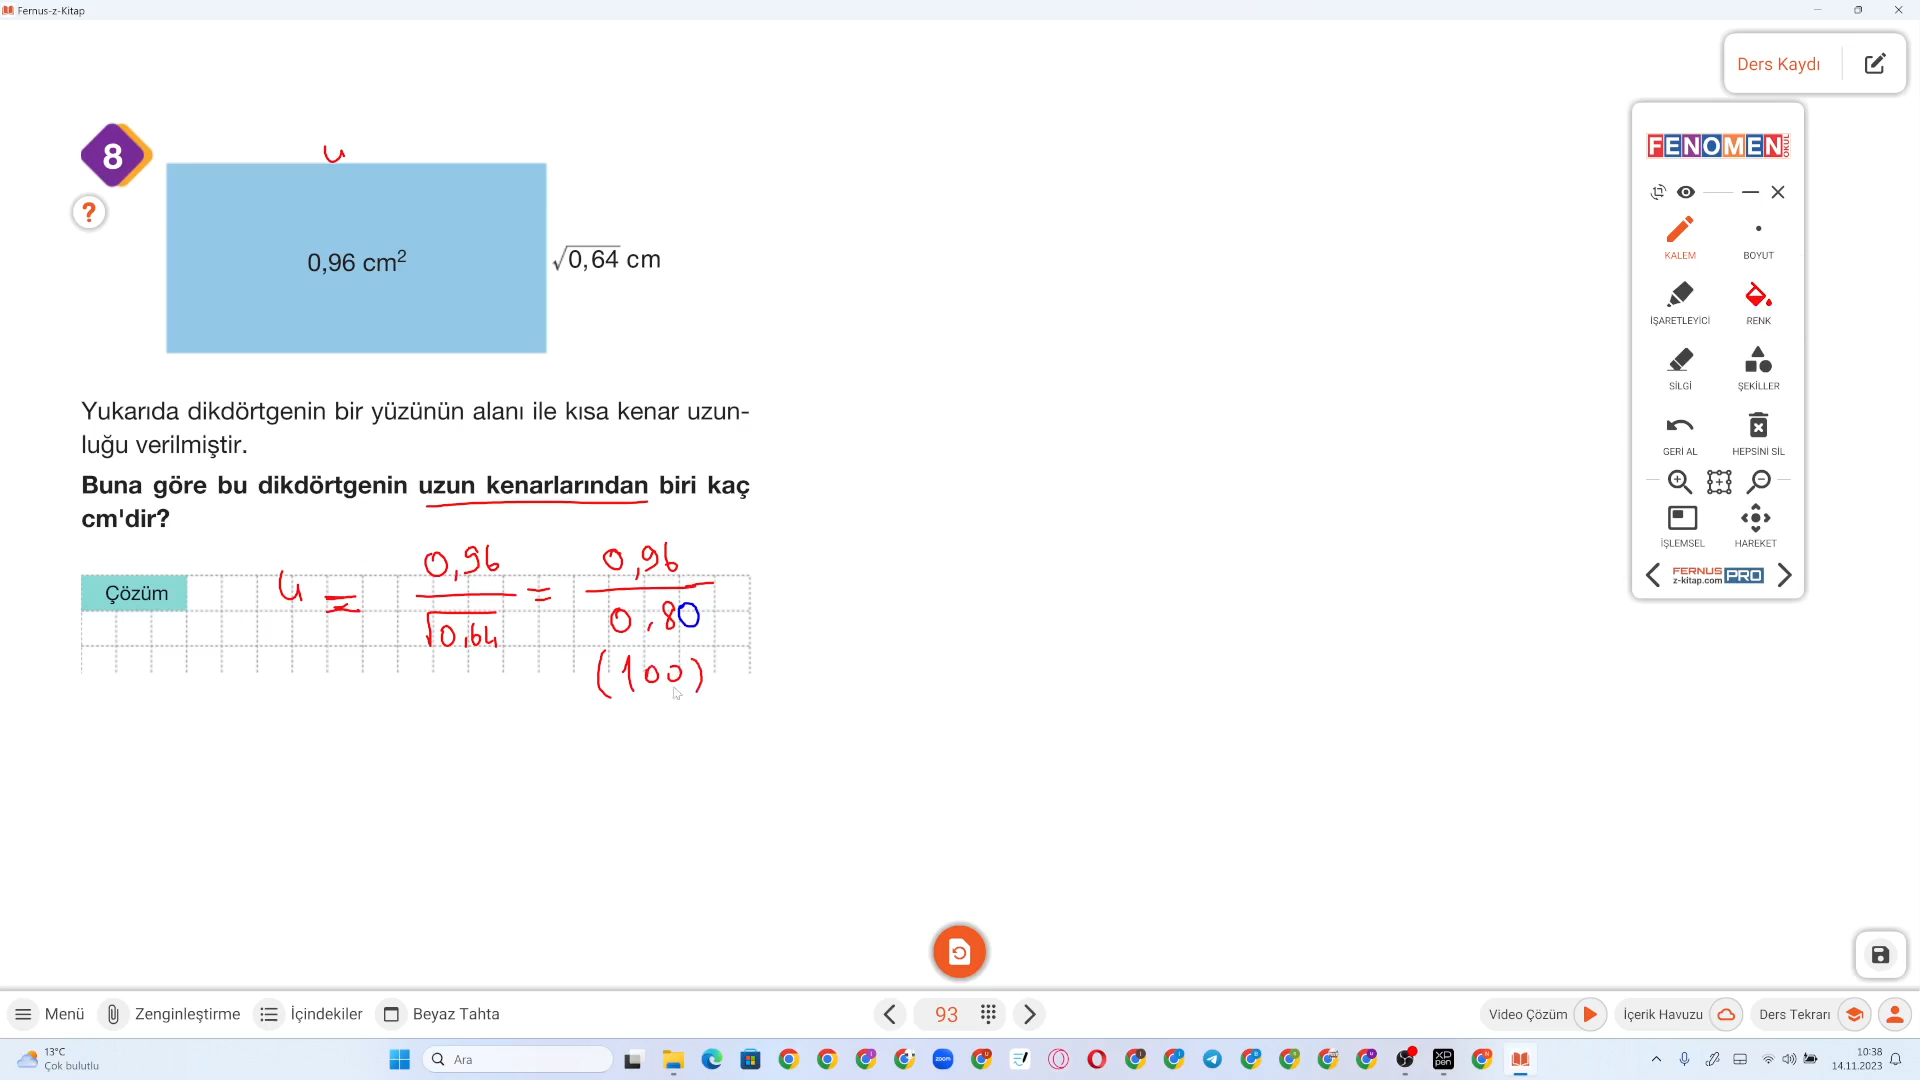 Fernus-z-Kitap
Ders Kaydı
8
u
?
0,96 cm²
√0,64 cm
Yukarıda dikdörtgenin bir yüzünün alanı ile kısa kenar uzun-
luğu verilmiştir.
Buna göre bu dikdörtgenin uzun kenarlarından biri kaç
cm'dir?
Çözüm
u = 0,96 / √0,64 = 0,96 / 0,80
(100)
FENOMEN OKUL
KALEM BOYUT
İŞARETLEYİCİ RENK
SİLGİ ŞEKİLLER
GERİ AL HEPSİNİ SİL
İŞLEMSEL HAREKET
FERNUS
z-kitap.com PRO
Menü Zenginleştirme İçindekiler Beyaz Tahta 93 Video Çözüm İçerik Havuzu Ders Tekrarı
13°C
Çok bulutlu
Ara
zoom
XP
pen
10:38
14.11.2023